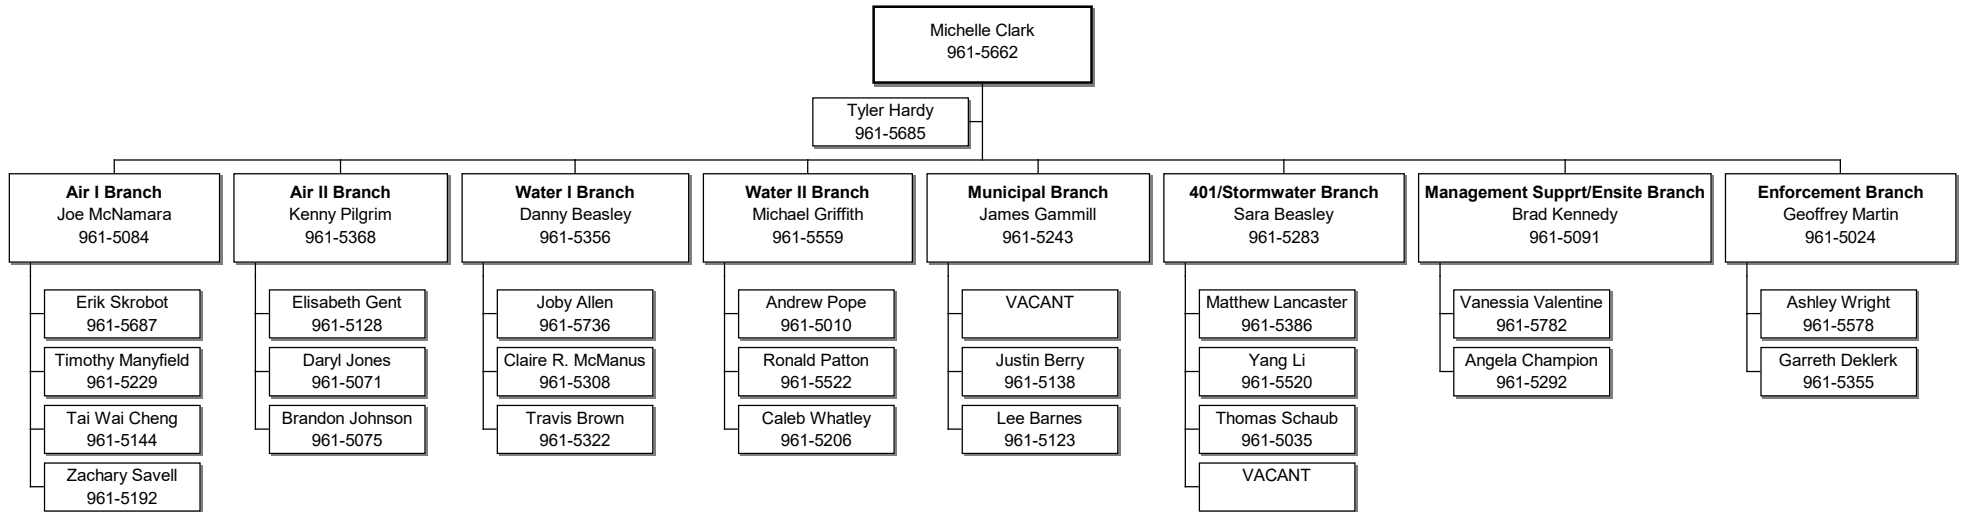 Michelle Clark
961-5662
Tyler Hardy
961-5685
Air I Branch
Joe McNamara
961-5084
Erik Skrobot
961-5687
Timothy Manyfield
961-5229
Tai Wai Cheng
961-5144
Zachary Savell
961-5192
Air II Branch
Kenny Pilgrim
961-5368
Elisabeth Gent
961-5128
Daryl Jones
961-5071
Brandon Johnson
961-5075
Water I Branch
Danny Beasley
961-5356
Joby Allen
961-5736
Claire R. McManus
961-5308
Travis Brown
961-5322
Water II Branch
Michael Griffith
961-5559
Andrew Pope
961-5010
Ronald Patton
961-5522
Caleb Whatley
961-5206
Municipal Branch
James Gammill
961-5243
VACANT
Justin Berry
961-5138
Lee Barnes
961-5123
401/Stormwater Branch
Sara Beasley
961-5283
Matthew Lancaster
961-5386
Yang Li
961-5520
Thomas Schaub
961-5035
VACANT
Management Supprt/Ensite Branch
Brad Kennedy
961-5091
Vanessia Valentine
961-5782
Angela Champion
961-5292
Enforcement Branch
Geoffrey Martin
961-5024
Ashley Wright
961-5578
Garreth Deklerk
961-5355